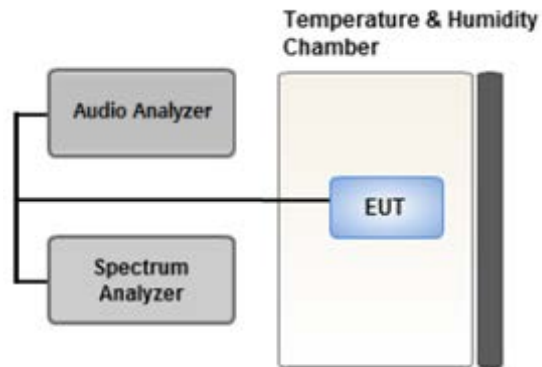 Temperature & Humidity
Chamber
Audio Analyzer
EUT
Spectrum
Analyzer